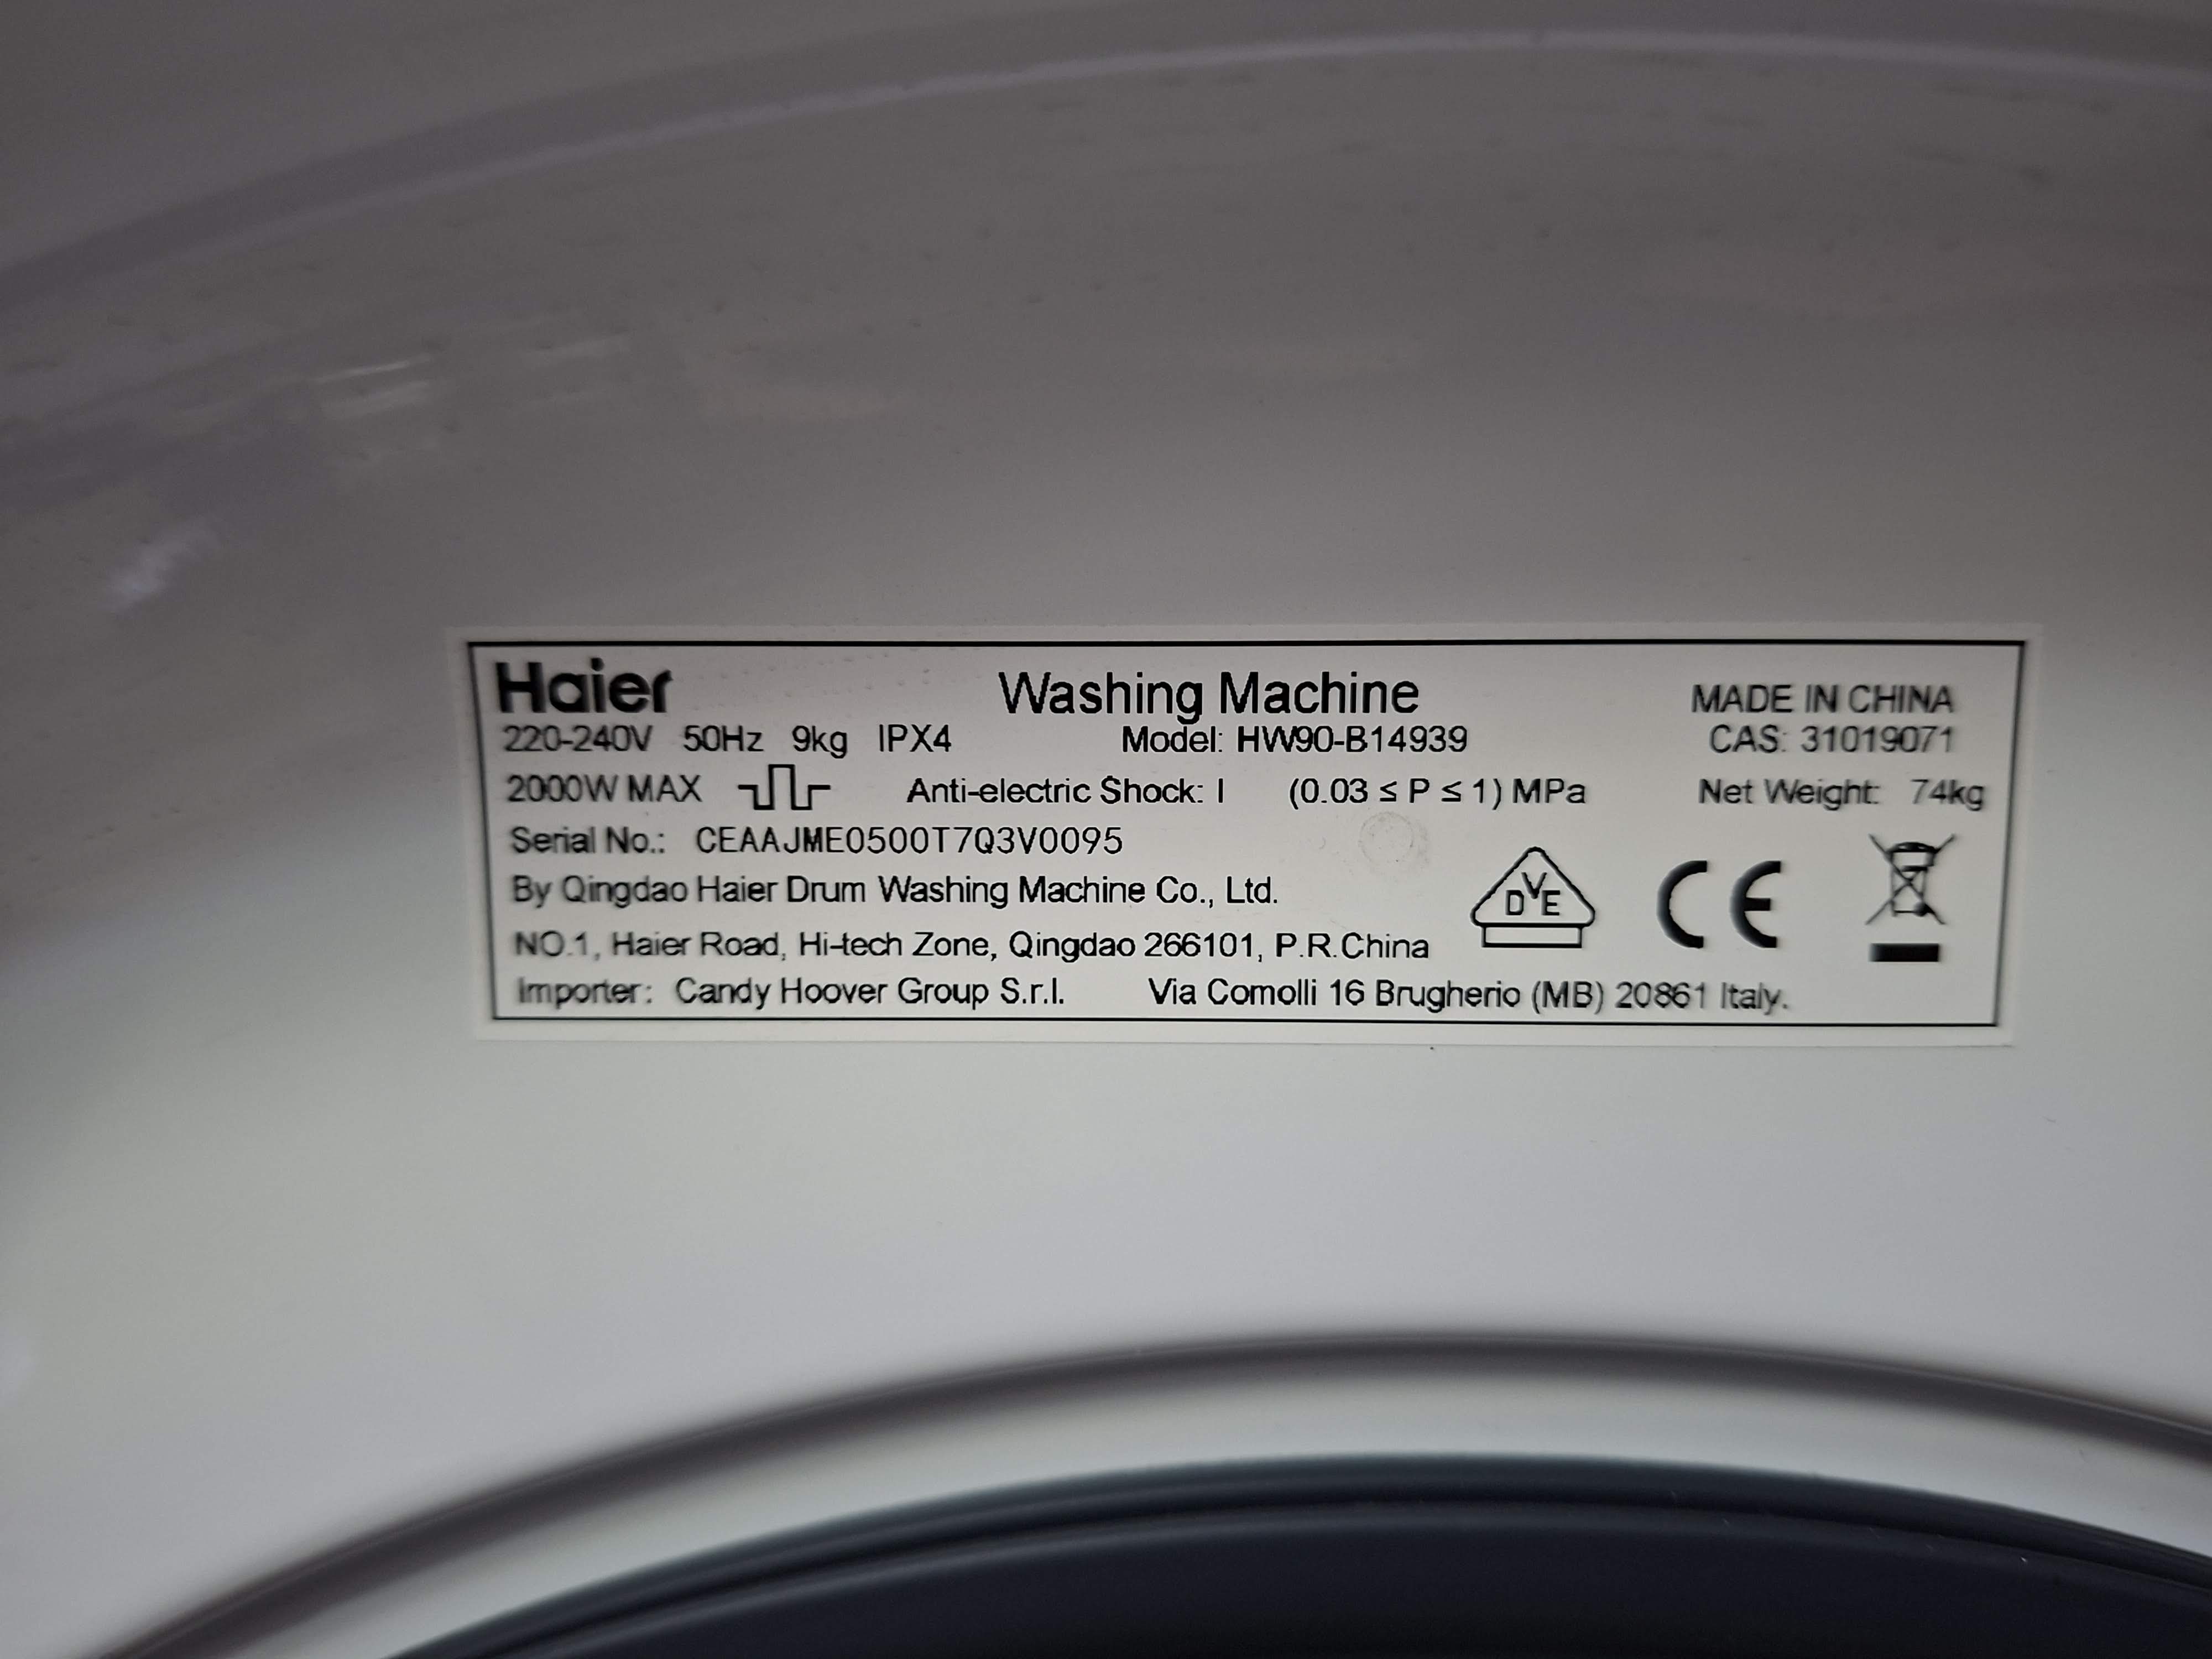 Haier Washing Machine MADE IN CHINA
220-240V 50Hz 9kg IPX4 Model: HW90-B14939 CAS: 31019071
2000W MAX Anti-electric Shock: I (0.03 ≤ P ≤ 1) MPa Net Weight: 74kg
Serial No.: CEAAJME0500T7Q3V0095
By Qingdao Haier Drum Washing Machine Co., Ltd.
DVE CE
NO.1, Haier Road, Hi-tech Zone, Qingdao 266101, P.R.China
Importer: Candy Hoover Group S.r.l. Via Comolli 16 Brugherio (MB) 20861 Italy.